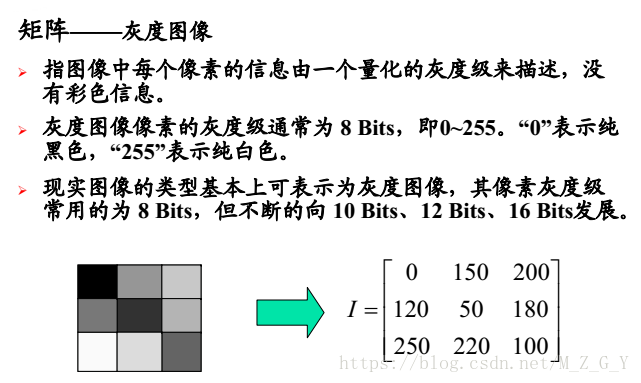 矩阵——灰度图像
指图像中每个像素的信息由一个量化的灰度级来描述，没
有彩色信息。
灰度图像像素的灰度级通常为 8 Bits，即0~255。“0”表示纯
黑色，“255”表示纯白色。
现实图像的类型基本上可表示为灰度图像，其像素灰度级
常用的为 8 Bits，但不断的向 10 Bits、12 Bits、16 Bits发展。
0 150 200
I = 120 50 180
250 220 100
https://blog.csdn.net/M_Z_G_Y